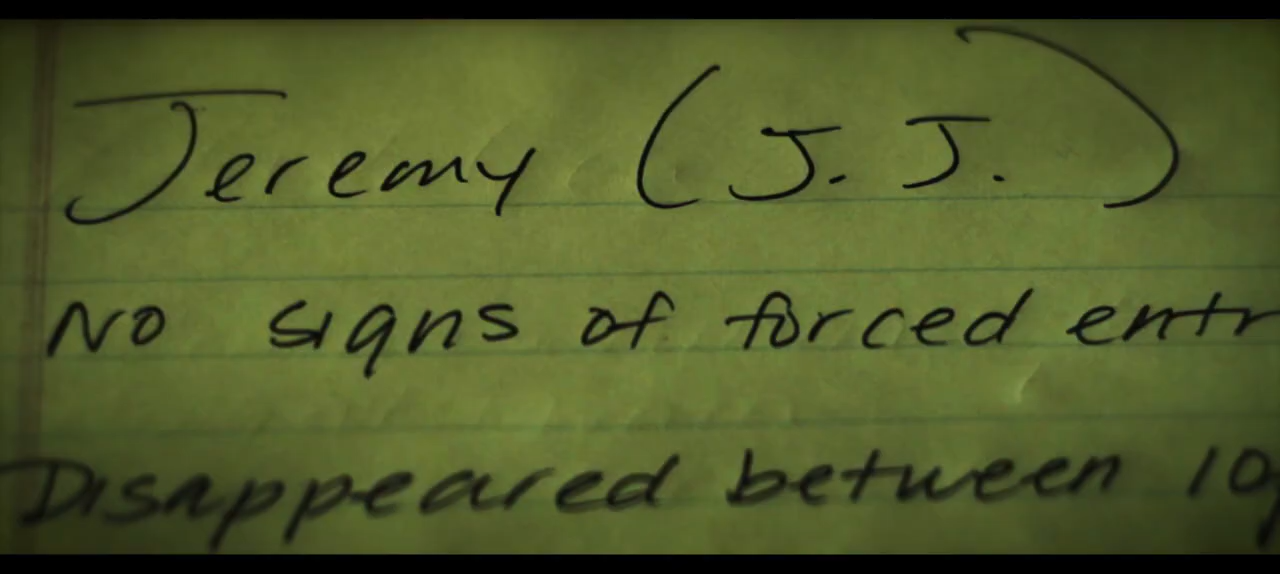 Jeremy (J.J.)
No signs of forced entr
Disappeared between 10